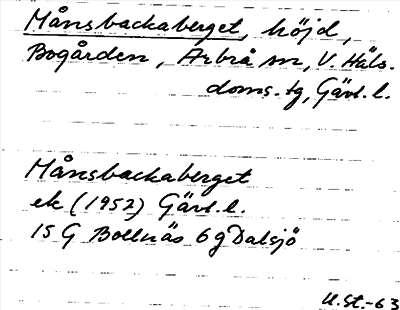 Månsbackaberget, höjd,
Bogården, Arbrå sn, V. Häls.
doms.tg, Gävl.l.
Månsbackaberget
ek (1952) Gävl.l.
15 G Bollnäs 6 g Dalsjö
U.St.-63